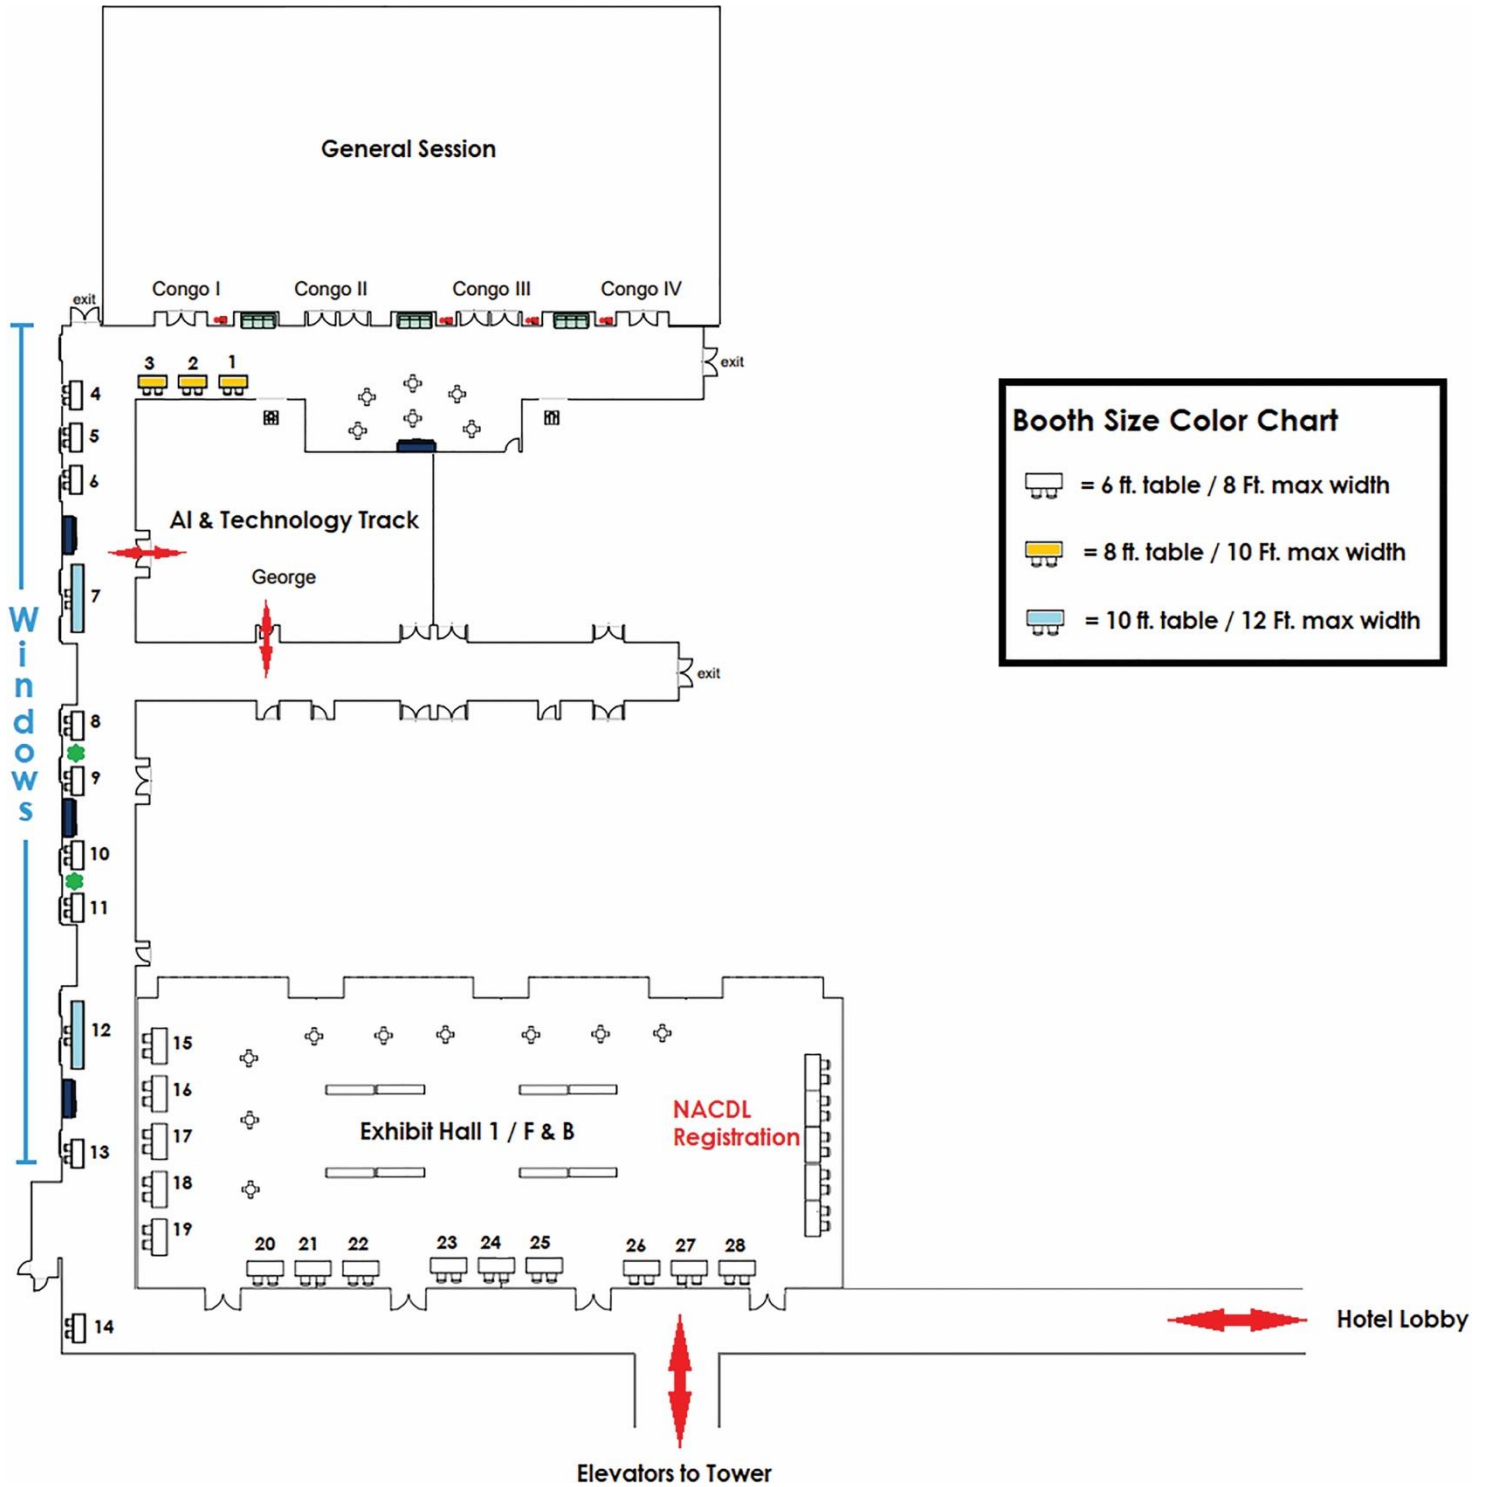 General Session
Congo I
Congo II
Congo III
Congo IV
exit
exit
3
2
1
4
5
6
Booth Size Color Chart
= 6 ft. table / 8 Ft. max width
= 8 ft. table / 10 Ft. max width
= 10 ft. table / 12 Ft. max width
AI & Technology Track
George
7
Windows
exit
8
9
10
11
12
13
14
15
16
17
18
19
Exhibit Hall 1 / F & B
NACDL
Registration
20
21
22
23
24
25
26
27
28
Hotel Lobby
Elevators to Tower